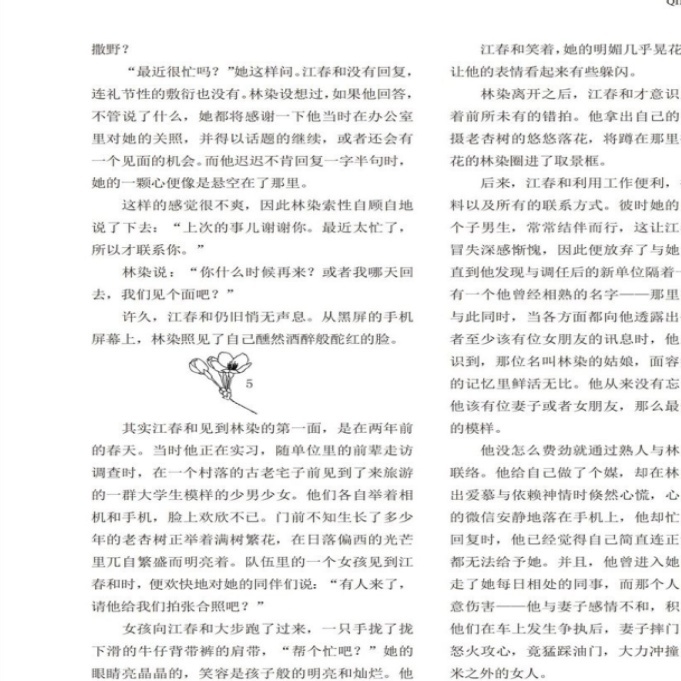 QI
撒野？
“最近很忙吗？”她这样问。江春和没有回复，
连礼节性的敷衍也没有。林染设想过，如果他回答，
不管说了什么，她都将感谢一下他当时在办公室
里对她的关照，并得以话题的继续，或者还会有
一个见面的机会。而他迟迟不肯回复一字半句时，
她的一颗心便像是悬空在了那里。
这样的感觉很不爽，因此林染索性自顾自地
说了下去：“上次的事儿谢谢你。最近太忙了，
所以才联系你。”
林染说：“你什么时候再来？或者我哪天回
去，我们见个面吧？”
许久，江春和仍旧悄无声息。从黑屏的手机
屏幕上，林染照见了自己醺然酒醉般酡红的脸。
5
其实江春和见到林染的第一面，是在两年前
的春天。当时他正在实习，随单位里的前辈走访
调查时，在一个村落的古老宅子前见到了来旅游
的一群大学生模样的少男少女。他们各自举着相
机和手机，脸上欢欣不已。门前不知生长了多少
年的老杏树正举着满树繁花，在日落偏西的光芒
里兀自繁盛而明亮着。队伍里的一个女孩见到江
春和时，便欢快地对她的同伴们说：“有人来了，
请他给我们拍张合照吧？”
女孩向江春和大步跑了过来，一只手拢了拢
下滑的牛仔背带裤的肩带，“帮个忙吧？”她的
眼睛亮晶晶的，笑容是孩子般的明亮和灿烂。他
江春和笑着，她的明媚几乎晃花
让他的表情看起来有些躲闪。
林染离开之后，江春和才意识
着前所未有的错拍。他拿出自己的
摄老杏树的悠悠落花，将蹲在那里
花的林染圈进了取景框。
后来，江春和利用工作便利，
料以及所有的联系方式。彼时她的
个子男生，常常结伴而行，这让江
冒失深感惭愧，因此便放弃了与她
直到他发现与调任后的新单位隔着一
有一个他曾经相熟的名字——那里
与此同时，当各方面都向他透露出
者至少该有位女朋友的讯息时，他
识到，那位名叫林染的姑娘，面容
的记忆里鲜活无比。他从来没有忘
他该有位妻子或者女朋友，那么最
的模样。
他没怎么费劲就通过熟人与林
联络。他给自己做了个媒，却在林
出爱慕与依赖神情时倏然心慌，心
的微信安静地落在手机上，他却忙
回复时，他已经觉得自己简直连正
都无法给予她。并且，他曾进入她
走了她每日相处的同事，而那个人
意伤害——他与妻子感情不和，积
他们在车上发生争执后，妻子摔门
怒火攻心，竟猛踩油门，大力冲撞
米之外的女人。